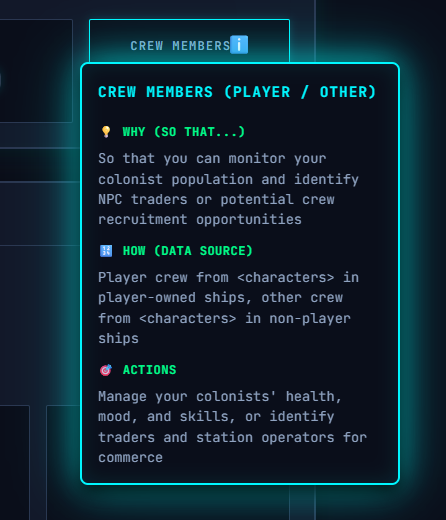 CREW MEMBERS ℹ️
CREW MEMBERS (PLAYER / OTHER)
💡 WHY (SO THAT...)
So that you can monitor your
colonist population and identify
NPC traders or potential crew
recruitment opportunities
🔢 HOW (DATA SOURCE)
Player crew from <characters> in
player-owned ships, other crew
from <characters> in non-player
ships
🎯 ACTIONS
Manage your colonists' health,
mood, and skills, or identify
traders and station operators for
commerce